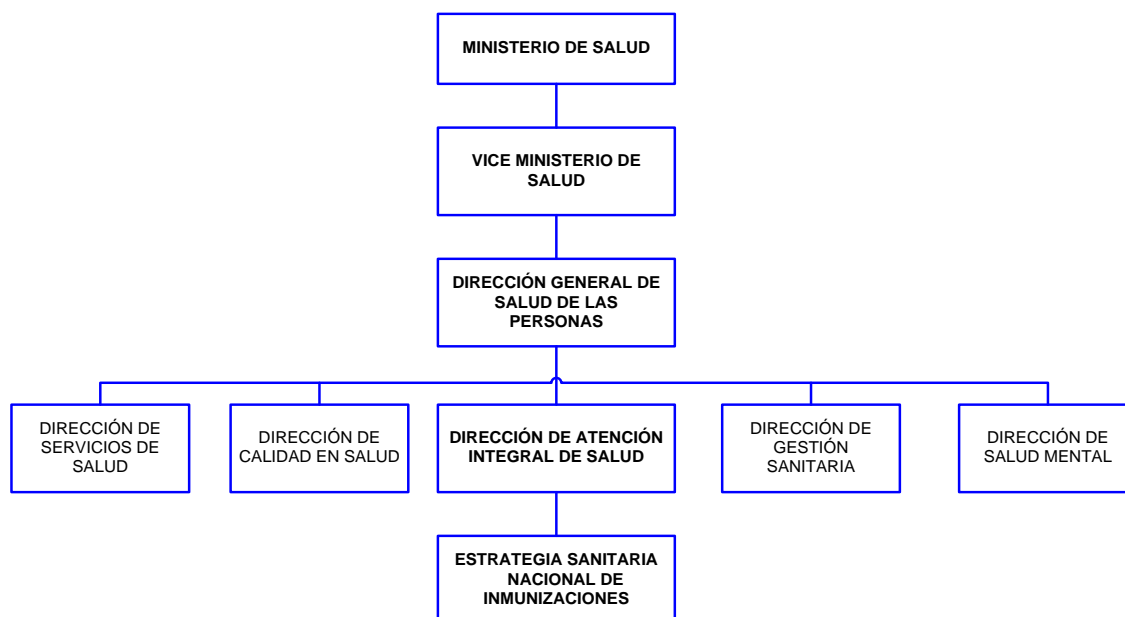 MINISTERIO DE SALUD
VICE MINISTERIO DE
SALUD
DIRECCIÓN GENERAL DE
SALUD DE LAS
PERSONAS
DIRECCIÓN DE
SERVICIOS DE
SALUD
DIRECCIÓN DE
CALIDAD EN SALUD
DIRECCIÓN DE ATENCIÓN
INTEGRAL DE SALUD
DIRECCIÓN DE
GESTIÓN
SANITARIA
DIRECCIÓN DE
SALUD MENTAL
ESTRATEGIA SANITARIA
NACIONAL DE
INMUNIZACIONES